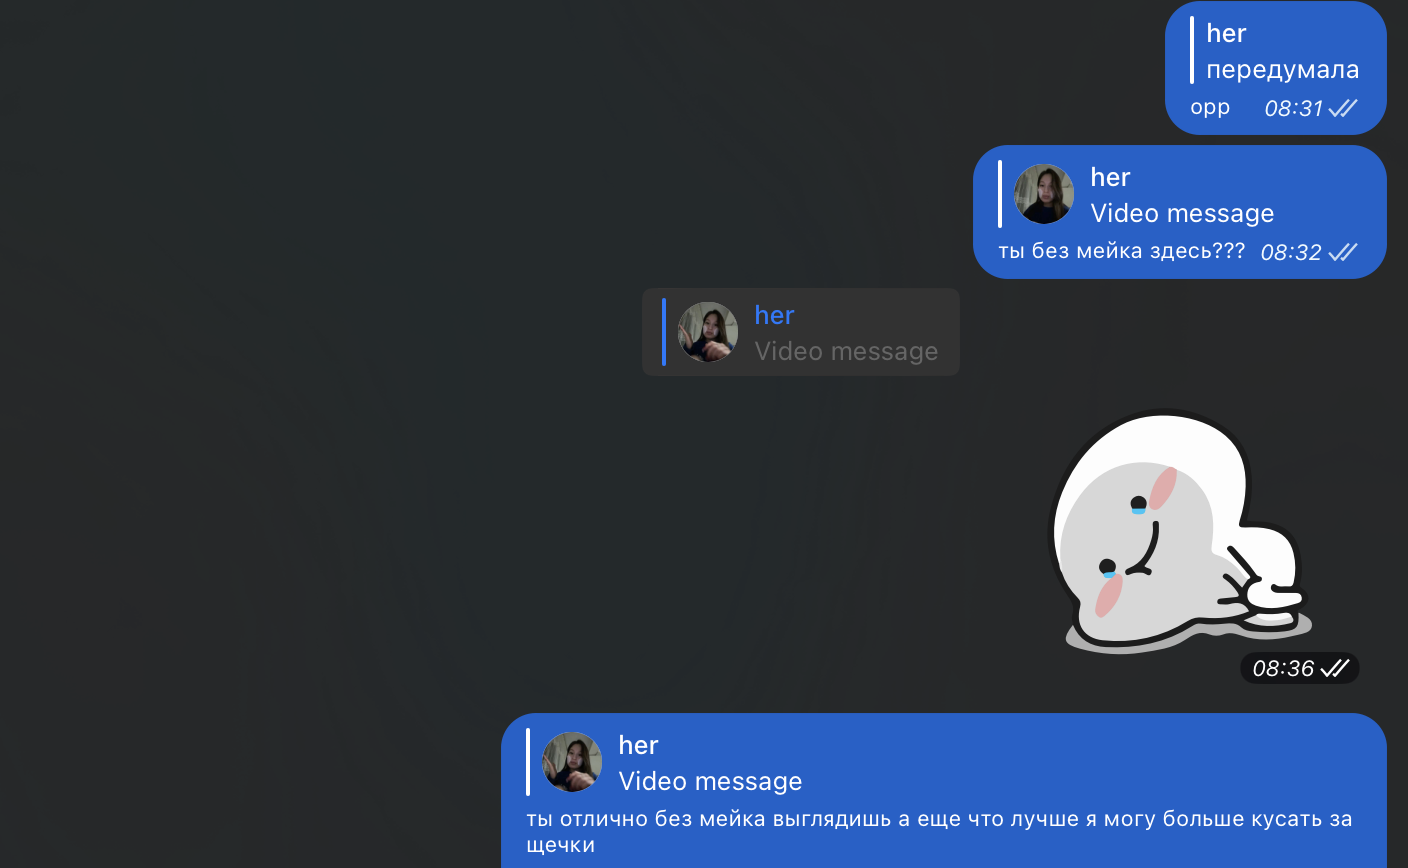 her
передумала
opp 08:31
her
Video message
ты без мейка здесь??? 08:32
her
Video message
08:36
her
Video message
ты отлично без мейка выглядишь а еще что лучше я могу больше кусать за
щечки